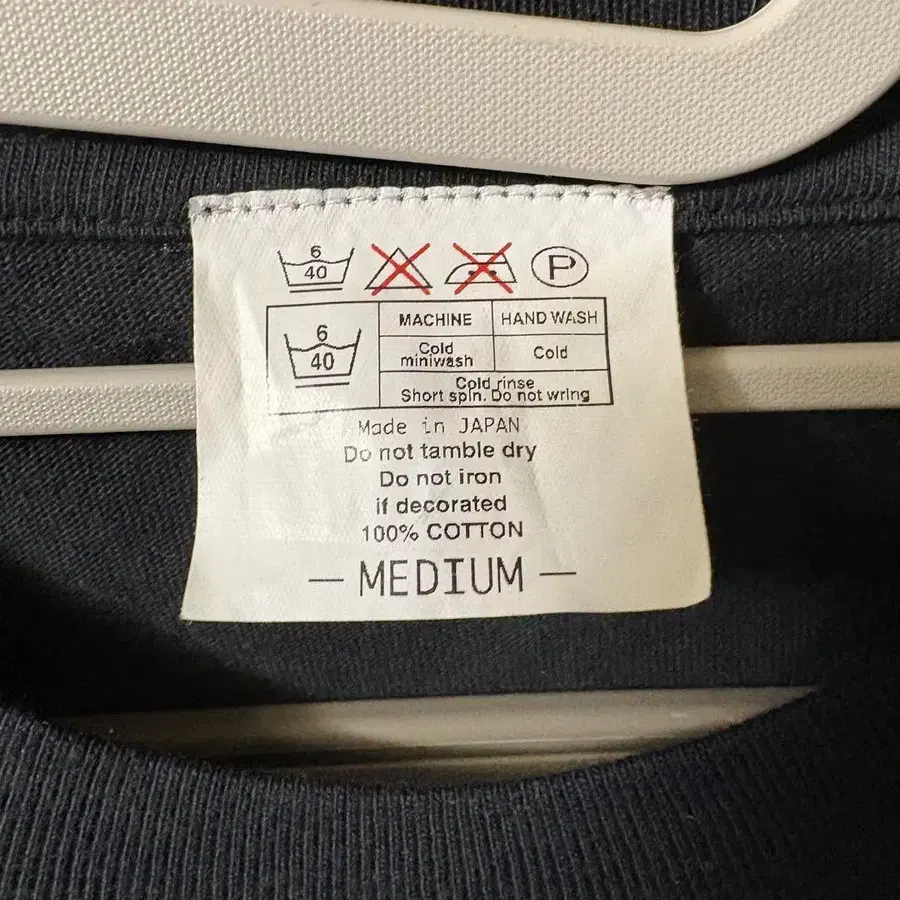 6
40
P
MACHINE HAND WASH
6
40
Cold
miniwash
Cold
Cold rinse
Short spin. Do not wring
Made in JAPAN
Do not tamble dry
Do not iron
if decorated
100% COTTON
— MEDIUM —